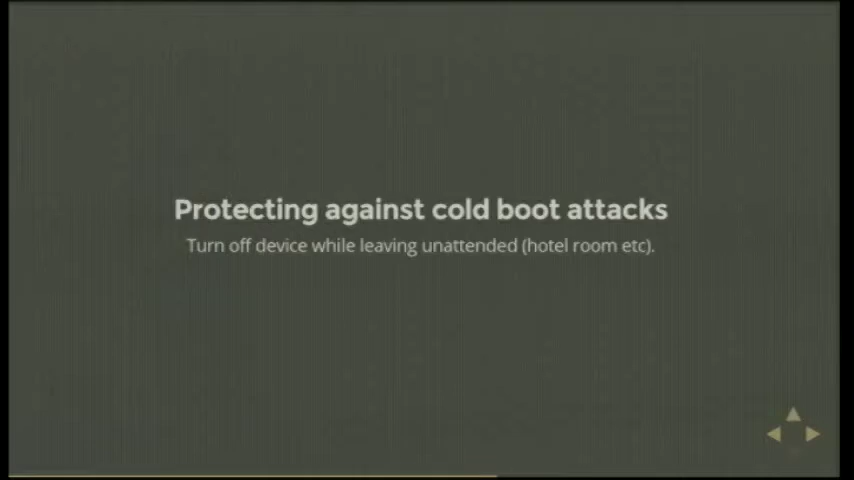 Protecting against cold boot attacks
Turn off device while leaving unattended (hotel room etc).